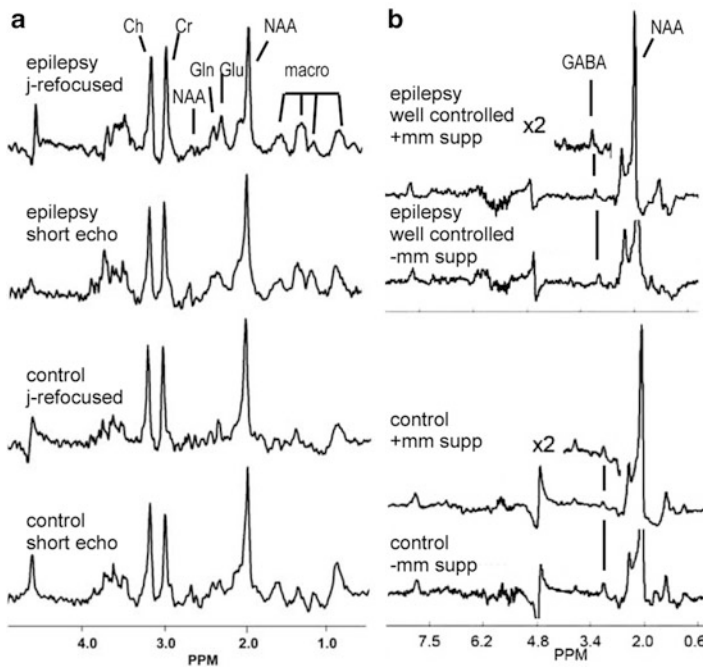 a
Ch
Cr
NAA
epilepsy
j-refocused
NAA
Gln
Glu
macro
epilepsy
short echo
control
j-refocused
control
short echo
4.0 3.0 2.0 1.0
PPM
b
GABA
NAA
epilepsy
well controlled
+mm supp
x2
epilepsy
well controlled
-mm supp
control
+mm supp
x2
control
-mm supp
7.5 6.2 4.8 3.4 2.0 0.6
PPM